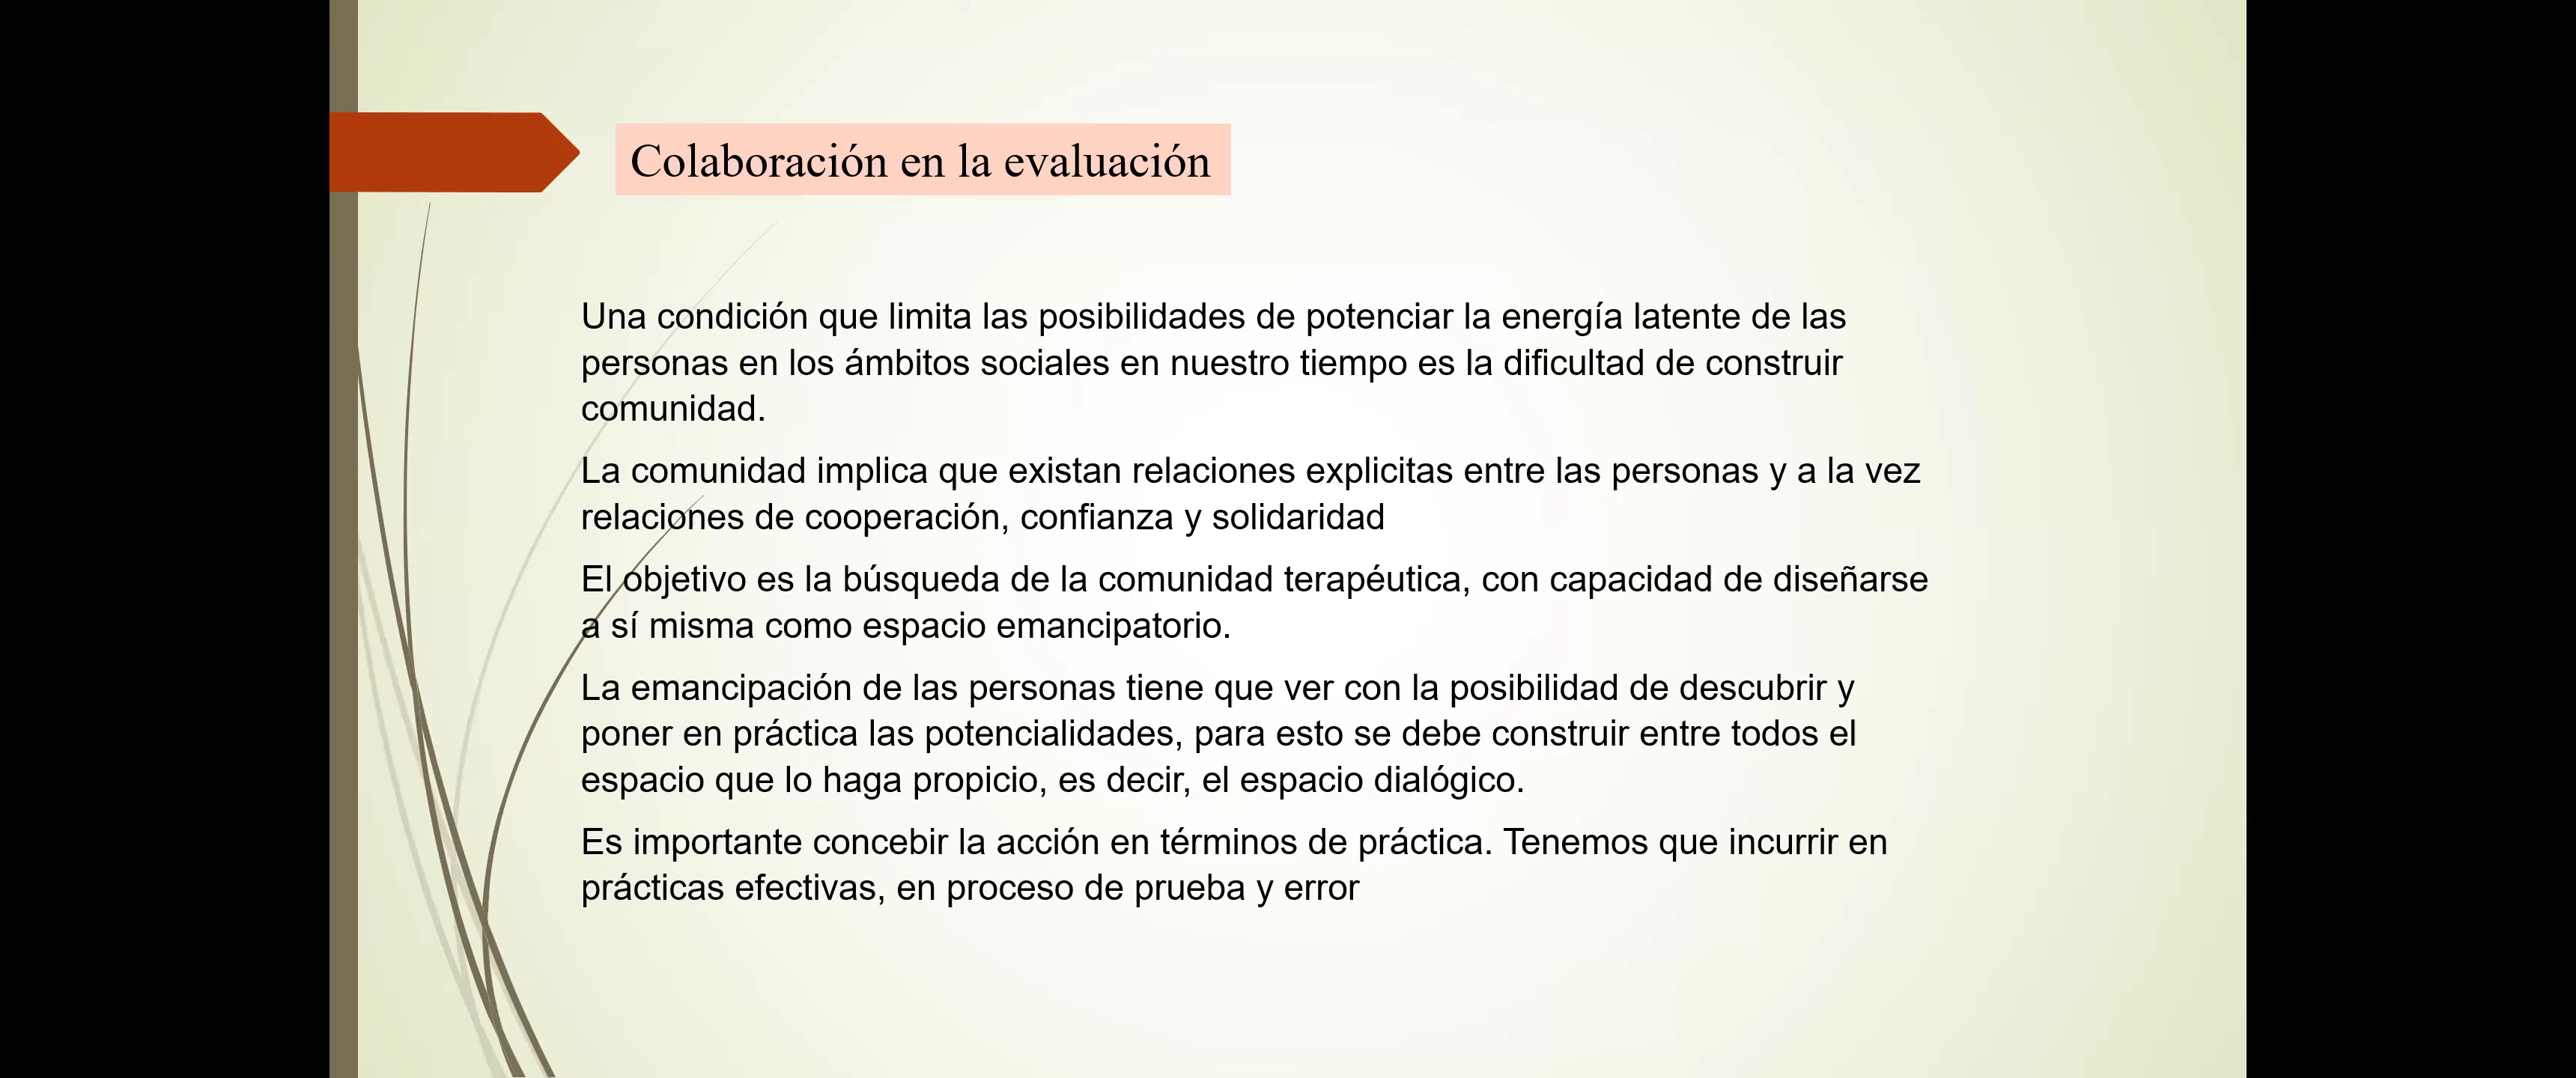 Colaboración en la evaluación
Una condición que limita las posibilidades de potenciar la energía latente de las
personas en los ámbitos sociales en nuestro tiempo es la dificultad de construir
comunidad.
La comunidad implica que existan relaciones explicitas entre las personas y a la vez
relaciones de cooperación, confianza y solidaridad
El objetivo es la búsqueda de la comunidad terapéutica, con capacidad de diseñarse
a sí misma como espacio emancipatorio.
La emancipación de las personas tiene que ver con la posibilidad de descubrir y
poner en práctica las potencialidades, para esto se debe construir entre todos el
espacio que lo haga propicio, es decir, el espacio dialógico.
Es importante concebir la acción en términos de práctica. Tenemos que incurrir en
prácticas efectivas, en proceso de prueba y error